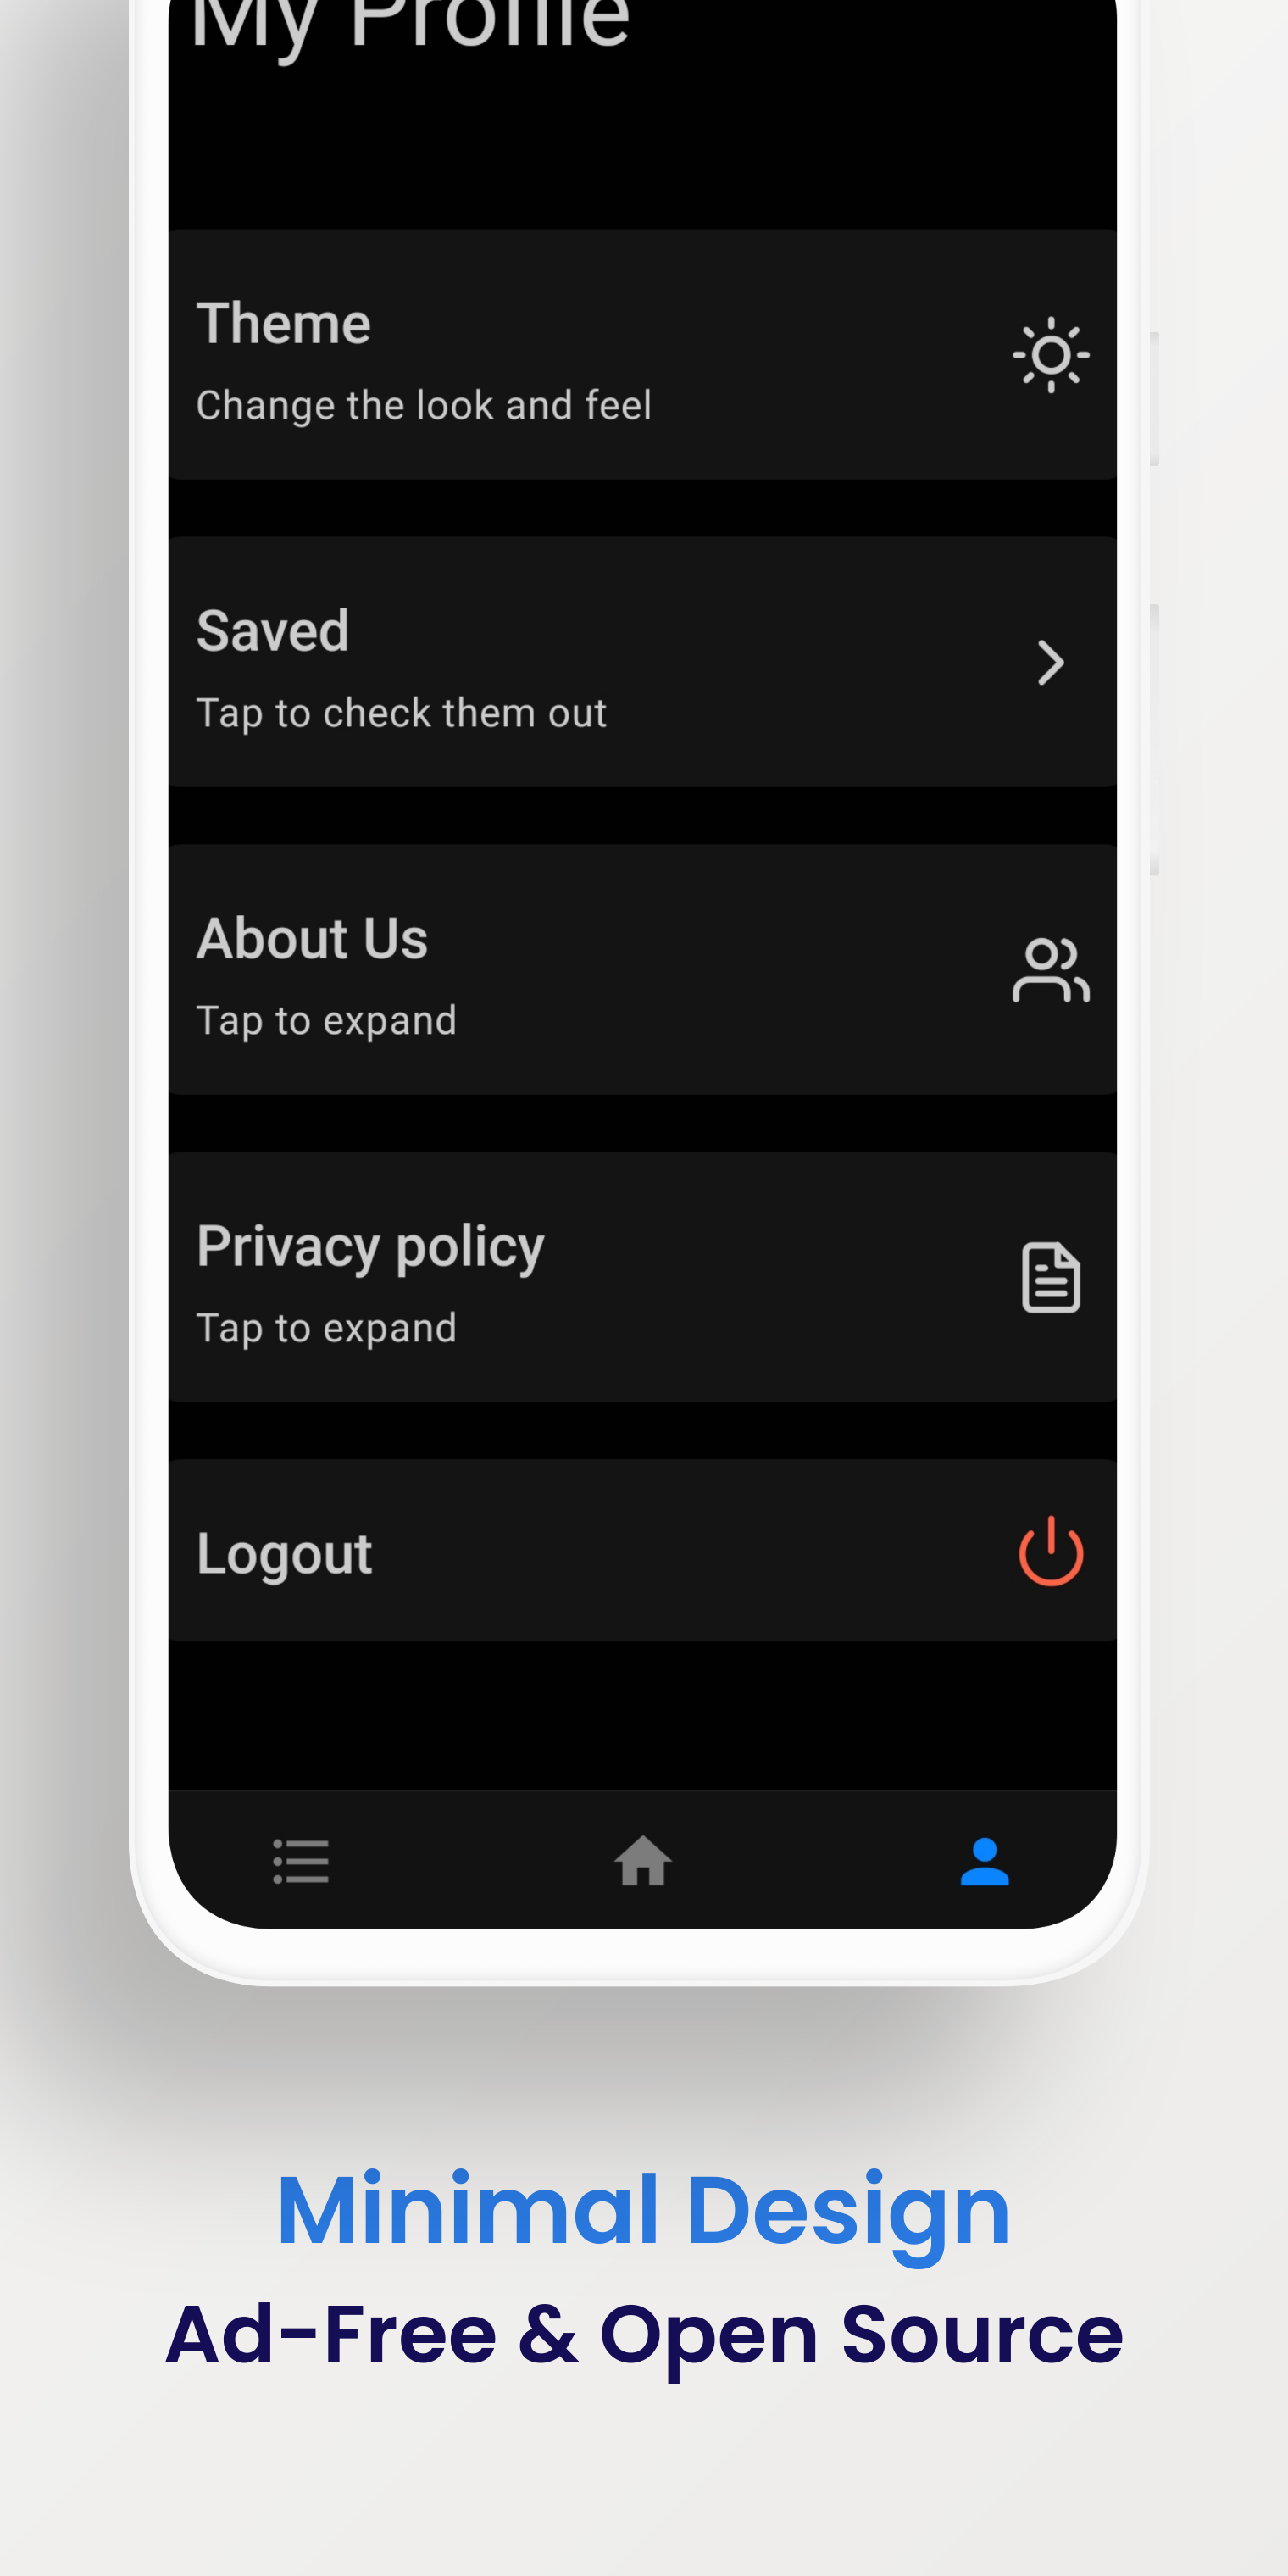 My Profile
Theme
Change the look and feel
Saved
Tap to check them out
About Us
Tap to expand
Privacy policy
Tap to expand
Logout
Minimal Design
Ad-Free & Open Source